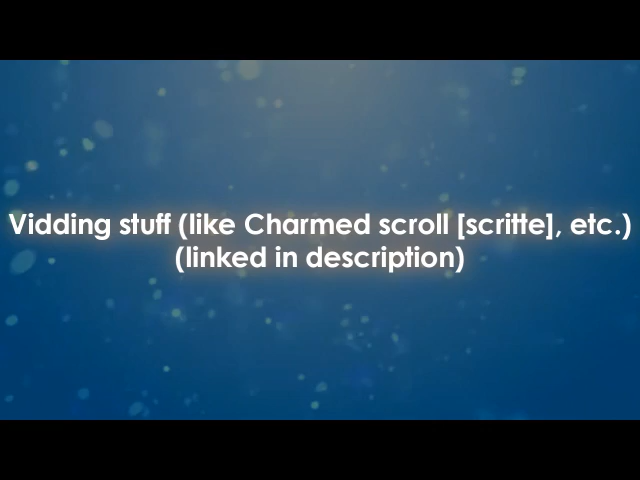 Vidding stuff (like Charmed scroll [scritte], etc.)
(linked in description)